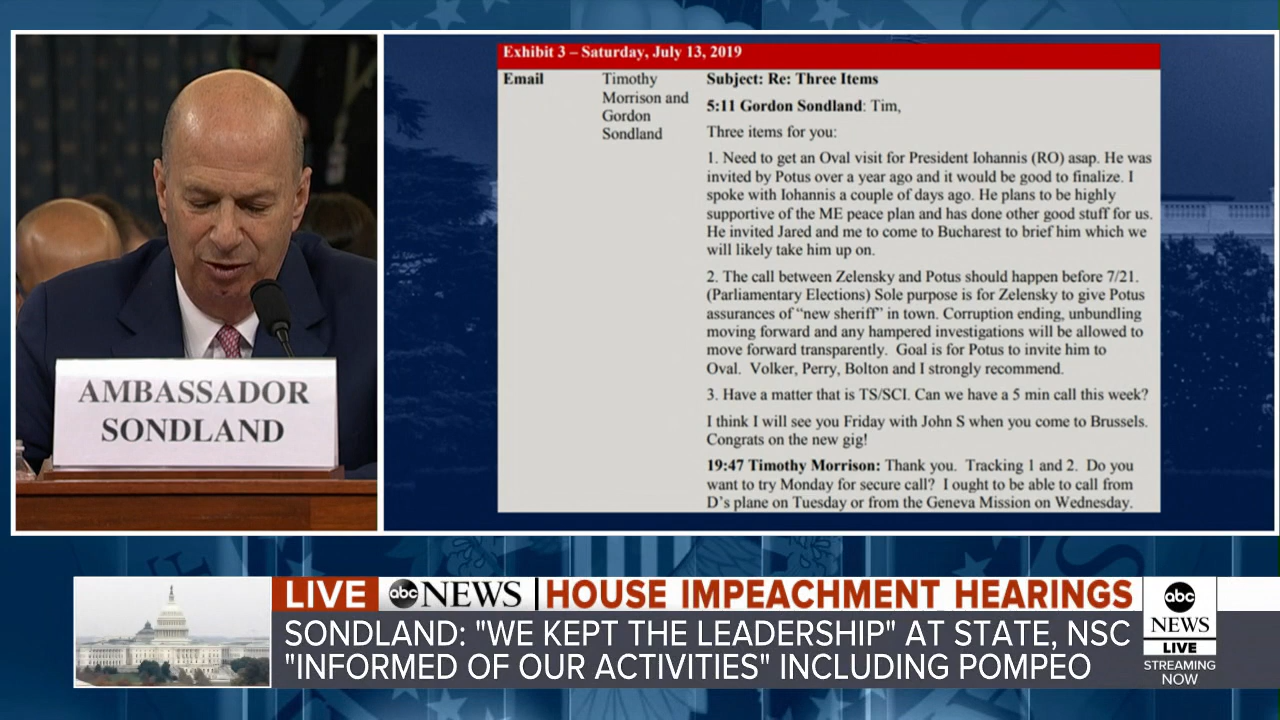 AMBASSADOR
SONDLAND
Exhibit 3 – Saturday, July 13, 2019
Email
Timothy
Morrison and
Gordon
Sondland
Subject: Re: Three Items
5:11 Gordon Sondland: Tim,
Three items for you:
1. Need to get an Oval visit for President Iohannis (RO) asap. He was
invited by Potus over a year ago and it would be good to finalize. I
spoke with Iohannis a couple of days ago. He plans to be highly
supportive of the ME peace plan and has done other good stuff for us.
He invited Jared and me to come to Bucharest to brief him which we
will likely take him up on.
2. The call between Zelensky and Potus should happen before 7/21.
(Parliamentary Elections) Sole purpose is for Zelensky to give Potus
assurances of “new sheriff” in town. Corruption ending, unbundling
moving forward and any hampered investigations will be allowed to
move forward transparently. Goal is for Potus to invite him to
Oval. Volker, Perry, Bolton and I strongly recommend.
3. Have a matter that is TS/SCI. Can we have a 5 min call this week?
I think I will see you Friday with John S when you come to Brussels.
Congrats on the new gig!
19:47 Timothy Morrison: Thank you. Tracking 1 and 2. Do you
want to try Monday for secure call? I ought to be able to call from
D’s plane on Tuesday or from the Geneva Mission on Wednesday.
LIVE abc NEWS | HOUSE IMPEACHMENT HEARINGS
SONDLAND: "WE KEPT THE LEADERSHIP" AT STATE, NSC
"INFORMED OF OUR ACTIVITIES" INCLUDING POMPEO
abc
NEWS
LIVE
STREAMING
NOW